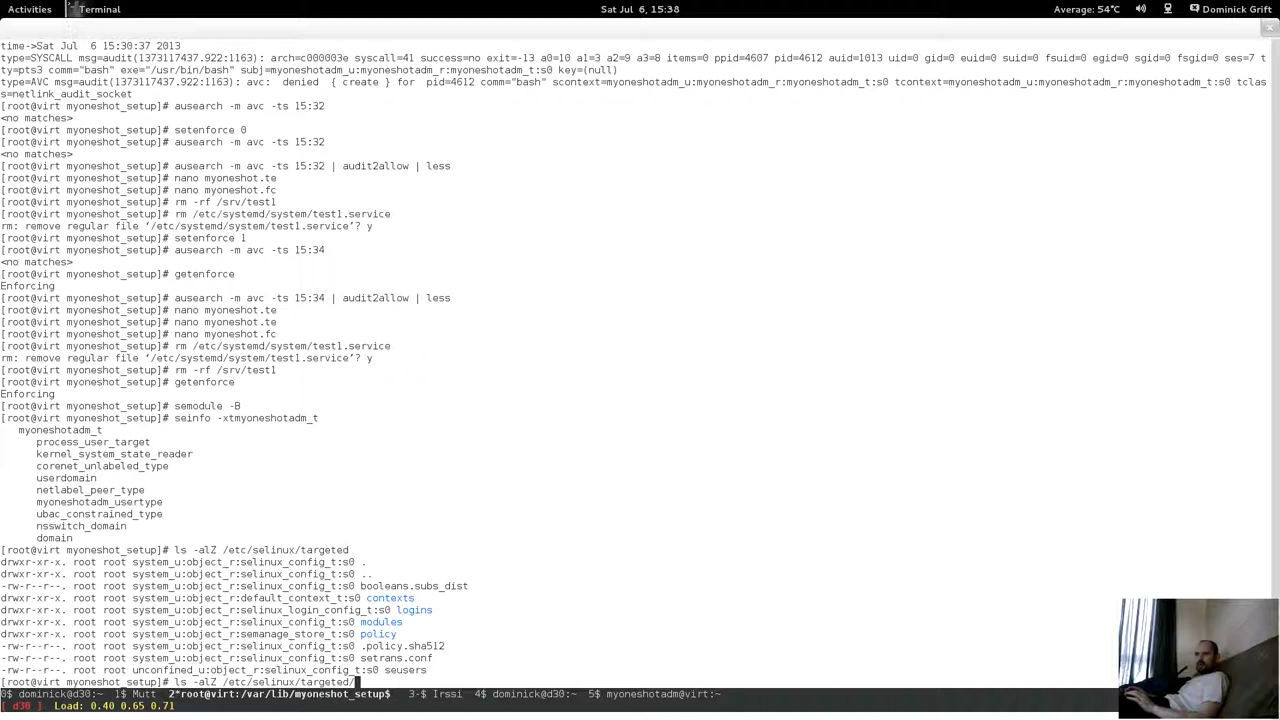 Activities Terminal Sat Jul 6, 15:38 Average: 54°C Dominick Grift
time->Sat Jul  6 15:30:37 2013
type=SYSCALL msg=audit(1373117437.922:1163): arch=c000003e syscall=41 success=no exit=-13 a0=10 a1=3 a2=9 a3=8 items=0 ppid=4607 pid=4612 auid=1013 uid=0 gid=0 euid=0 suid=0 fsuid=0 egid=0 sgid=0 fsgid=0 ses=7 t
ty=pts3 comm="bash" exe="/usr/bin/bash" subj=myoneshotadm_u:myoneshotadm_r:myoneshotadm_t:s0 key=(null)
type=AVC msg=audit(1373117437.922:1163): avc:  denied  { create } for  pid=4612 comm="bash" scontext=myoneshotadm_u:myoneshotadm_r:myoneshotadm_t:s0 tcontext=myoneshotadm_u:myoneshotadm_r:myoneshotadm_t:s0 tclas
s=netlink_audit_socket
[root@virt myoneshot_setup]# ausearch -m avc -ts 15:32
<no matches>
[root@virt myoneshot_setup]# setenforce 0
[root@virt myoneshot_setup]# ausearch -m avc -ts 15:32
<no matches>
[root@virt myoneshot_setup]# ausearch -m avc -ts 15:32 | audit2allow | less
[root@virt myoneshot_setup]# nano myoneshot.te
[root@virt myoneshot_setup]# nano myoneshot.fc
[root@virt myoneshot_setup]# rm -rf /srv/test1
[root@virt myoneshot_setup]# rm /etc/systemd/system/test1.service
rm: remove regular file ‘/etc/systemd/system/test1.service’? y
[root@virt myoneshot_setup]# setenforce 1
[root@virt myoneshot_setup]# ausearch -m avc -ts 15:34
<no matches>
[root@virt myoneshot_setup]# getenforce
Enforcing
[root@virt myoneshot_setup]# ausearch -m avc -ts 15:34 | audit2allow | less
[root@virt myoneshot_setup]# nano myoneshot.te
[root@virt myoneshot_setup]# nano myoneshot.te
[root@virt myoneshot_setup]# nano myoneshot.fc
[root@virt myoneshot_setup]# rm /etc/systemd/system/test1.service
rm: remove regular file ‘/etc/systemd/system/test1.service’? y
[root@virt myoneshot_setup]# rm -rf /srv/test1
[root@virt myoneshot_setup]# getenforce
Enforcing
[root@virt myoneshot_setup]# semodule -B
[root@virt myoneshot_setup]# seinfo -xtmyoneshotadm_t
myoneshotadm_t
process_user_target
kernel_system_state_reader
corenet_unlabeled_type
userdomain
netlabel_peer_type
myoneshotadm_usertype
ubac_constrained_type
nsswitch_domain
domain
[root@virt myoneshot_setup]# ls -alZ /etc/selinux/targeted
drwxr-xr-x. root root system_u:object_r:selinux_config_t:s0 .
drwxr-xr-x. root root system_u:object_r:selinux_config_t:s0 ..
-rw-r--r--. root root system_u:object_r:selinux_config_t:s0 booleans.subs_dist
drwxr-xr-x. root root system_u:object_r:default_context_t:s0 contexts
drwxr-xr-x. root root system_u:object_r:selinux_login_config_t:s0 logins
drwxr-xr-x. root root system_u:object_r:selinux_config_t:s0 modules
drwxr-xr-x. root root system_u:object_r:semanage_store_t:s0 policy
-rw-r--r--. root root system_u:object_r:selinux_config_t:s0 .policy.sha512
-rw-r--r--. root root system_u:object_r:selinux_config_t:s0 setrans.conf
-rw-r--r--. root root unconfined_u:object_r:selinux_config_t:s0 seusers
[root@virt myoneshot_setup]# ls -alZ /etc/selinux/targeted/
0$ dominick@d30:~  1$ Mutt  2*root@virt:/var/lib/myoneshot_setup$  3-$ Irssi  4$ dominick@d30:~  5$ myoneshotadm@virt:~
[ d30 ] Load: 0.40 0.65 0.71